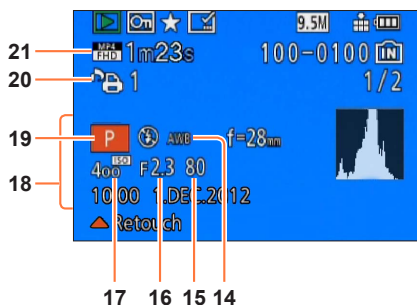 9.5M
21 MP4 FHD 1m23s 100-0100 IN
20 1 1/2
19 P AWB f=28mm
18 400 ISO F2.3 80
10:00 1.DEC.2012
Retouch
17 16 15 14